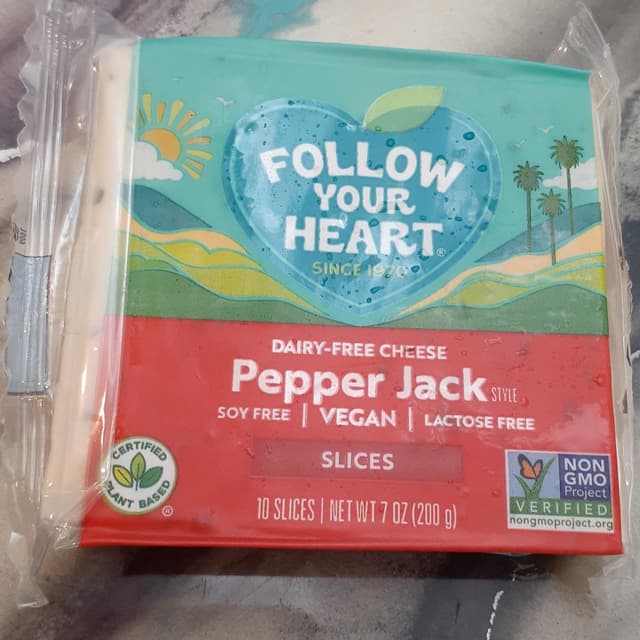 FOLLOW
YOUR
HEART®
SINCE 1970
DAIRY-FREE CHEESE
Pepper Jack STYLE
SOY FREE | VEGAN | LACTOSE FREE
SLICES
CERTIFIED
PLANT BASED
®
10 SLICES | NET WT 7 OZ (200 g)
NON
GMO
Project
VERIFIED
nongmoproject.org